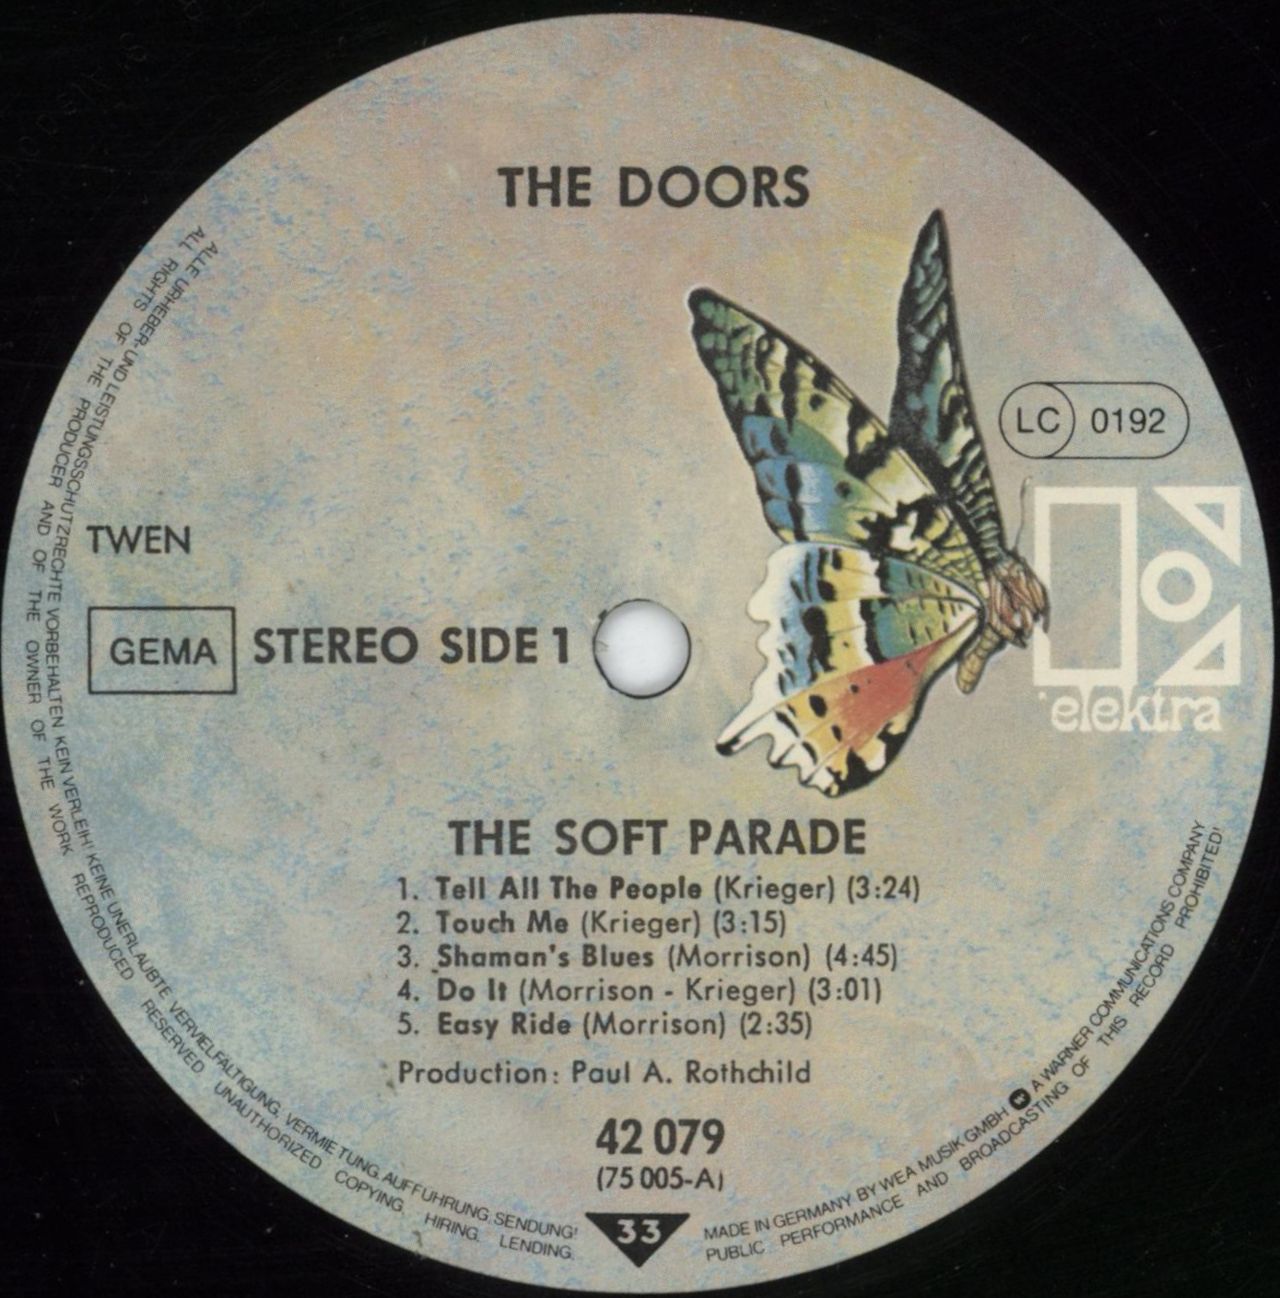 THE DOORS
LC 0192
TWEN
GEMA
STEREO SIDE 1
elektra
THE SOFT PARADE
1. Tell All The People (Krieger) (3:24)
2. Touch Me (Krieger) (3:15)
3. Shaman's Blues (Morrison) (4:45)
4. Do It (Morrison - Krieger) (3:01)
5. Easy Ride (Morrison) (2:35)
Production: Paul A. Rothchild
42 079
(75 005-A)
33
ALLE URHEBER- UND LEISTUNGSSCHUTZRECHTE VORBEHALTEN KEIN VERLEIH! KEINE UNERLAUBTE VERVIELFÄLTIGUNG, VERMIETUNG, AUFFÜHRUNG, SENDUNG!
ALL RIGHTS OF THE PRODUCER AND OF THE OWNER OF THE WORK REPRODUCED RESERVED UNAUTHORIZED COPYING, HIRING, LENDING,
MADE IN GERMANY BY WEA MUSIK GMBH A WARNER COMMUNICATIONS COMPANY
PUBLIC PERFORMANCE AND BROADCASTING OF THIS RECORD PROHIBITED!